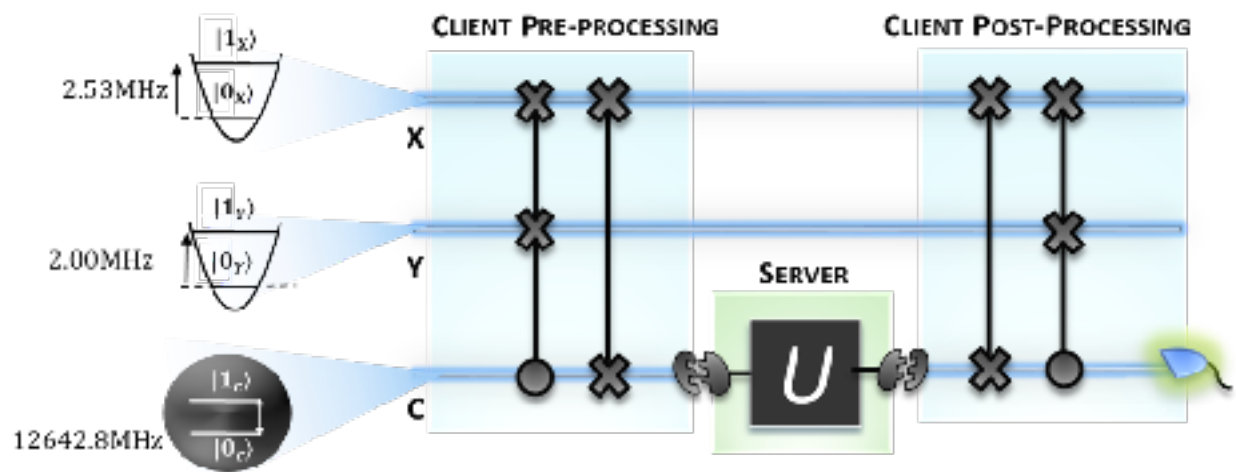 CLIENT PRE-PROCESSING
CLIENT POST-PROCESSING
|1x⟩
2.53MHz
|0x⟩
X
|1Y⟩
2.00MHz
|0Y⟩
Y
SERVER
|1c⟩
U
C
12642.8MHz
|0c⟩